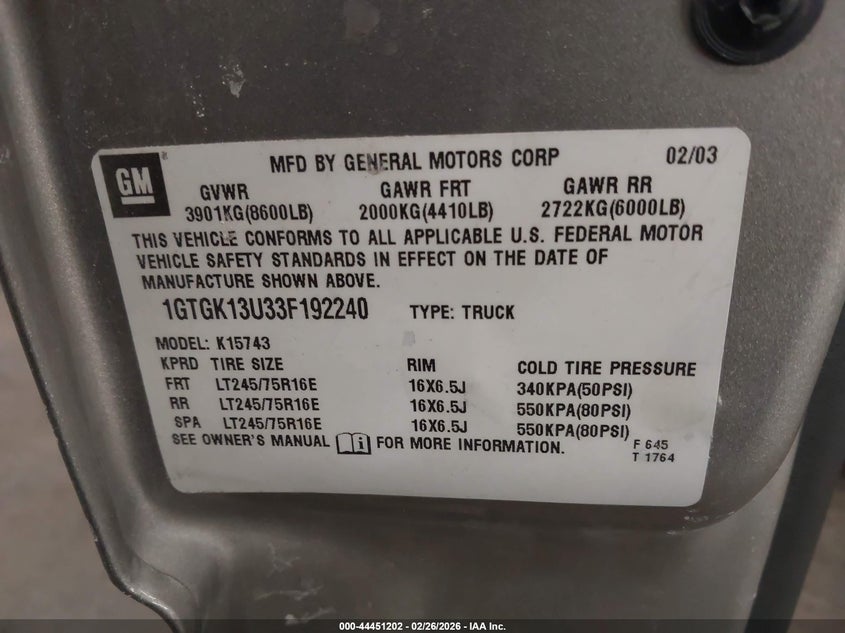 GM
MFD BY GENERAL MOTORS CORP 02/03
GVWR GAWR FRT GAWR RR
3901KG(8600LB) 2000KG(4410LB) 2722KG(6000LB)
THIS VEHICLE CONFORMS TO ALL APPLICABLE U.S. FEDERAL MOTOR
VEHICLE SAFETY STANDARDS IN EFFECT ON THE DATE OF
MANUFACTURE SHOWN ABOVE.
1GTGK13U33F192240 TYPE: TRUCK
MODEL: K15743
KPRD TIRE SIZE RIM COLD TIRE PRESSURE
FRT LT245/75R16E 16X6.5J 340KPA(50PSI)
RR LT245/75R16E 16X6.5J 550KPA(80PSI)
SPA LT245/75R16E 16X6.5J 550KPA(80PSI)
SEE OWNER'S MANUAL i FOR MORE INFORMATION.
F 645
T 1764
000-44451202 - 02/26/2026 - IAA Inc.